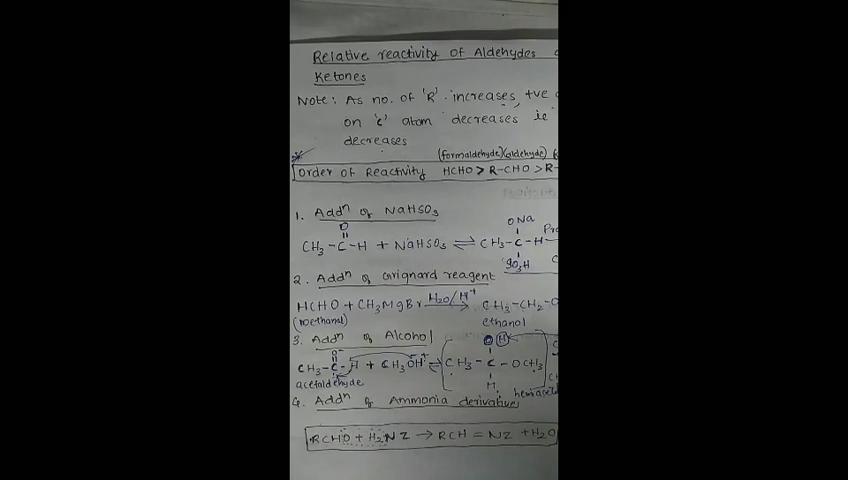 Relative reactivity of Aldehydes
Ketones
Note: As no. of 'R' increases, +ve
on 'c' atom decreases ie
decreases
(formaldehyde) (aldehyde)
Order of Reactivity HCHO > R-CHO > R-
1. Addn of NaHSO3
O
ONa
CH3-C-H + NaHSO3 ⇌ CH3-C-H
SO3H
2. Addn of Grignard reagent
HCHO + CH3MgBr H2O/H+ → CH3-CH2-O
(methanal) ethanol
3. Addn of Alcohol
O H
CH3-C-H + CH3OH ⇌ CH3-C-OCH3
acetaldehyde H
4. Addn of Ammonia derivatives
RCHO + H2NZ → RCH = NZ + H2O